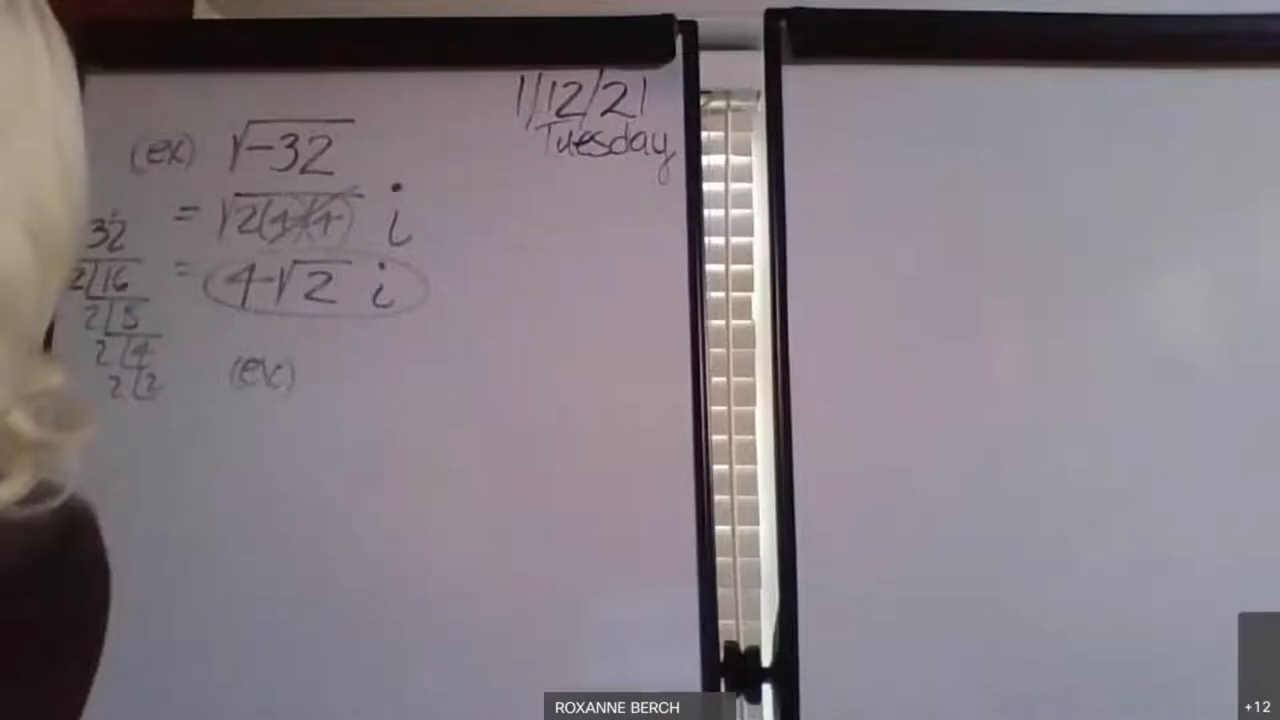 1/12/21
Tuesday
(ex) √-32
= √2(4)(4) i
= 4√2 i
32
2 16
2 8
2 4
2 2
(ex)
ROXANNE BERCH
+12